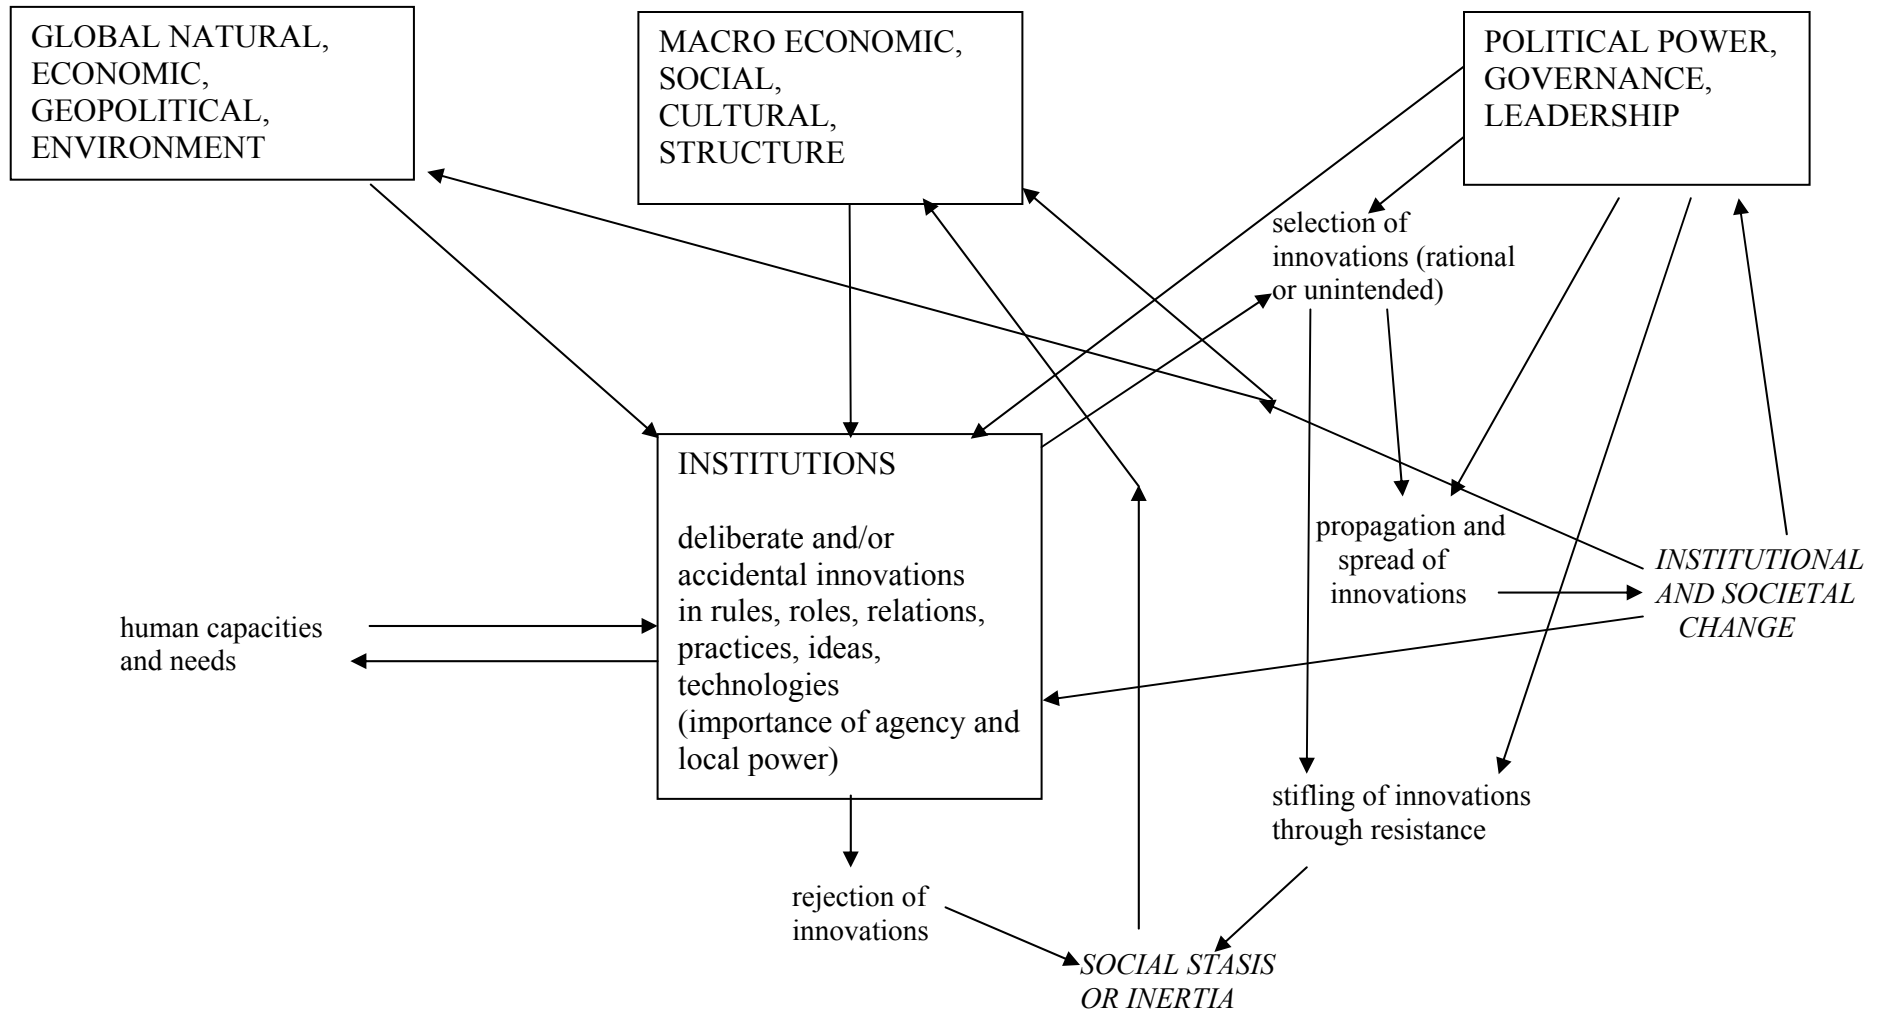 GLOBAL NATURAL,
ECONOMIC,
GEOPOLITICAL,
ENVIRONMENT
MACRO ECONOMIC,
SOCIAL,
CULTURAL,
STRUCTURE
POLITICAL POWER,
GOVERNANCE,
LEADERSHIP
selection of
innovations (rational
or unintended)
INSTITUTIONS
deliberate and/or
accidental innovations
in rules, roles, relations,
practices, ideas,
technologies
(importance of agency and
local power)
propagation and
spread of
innovations
INSTITUTIONAL
AND SOCIETAL
CHANGE
human capacities
and needs
stifling of innovations
through resistance
rejection of
innovations
SOCIAL STASIS
OR INERTIA